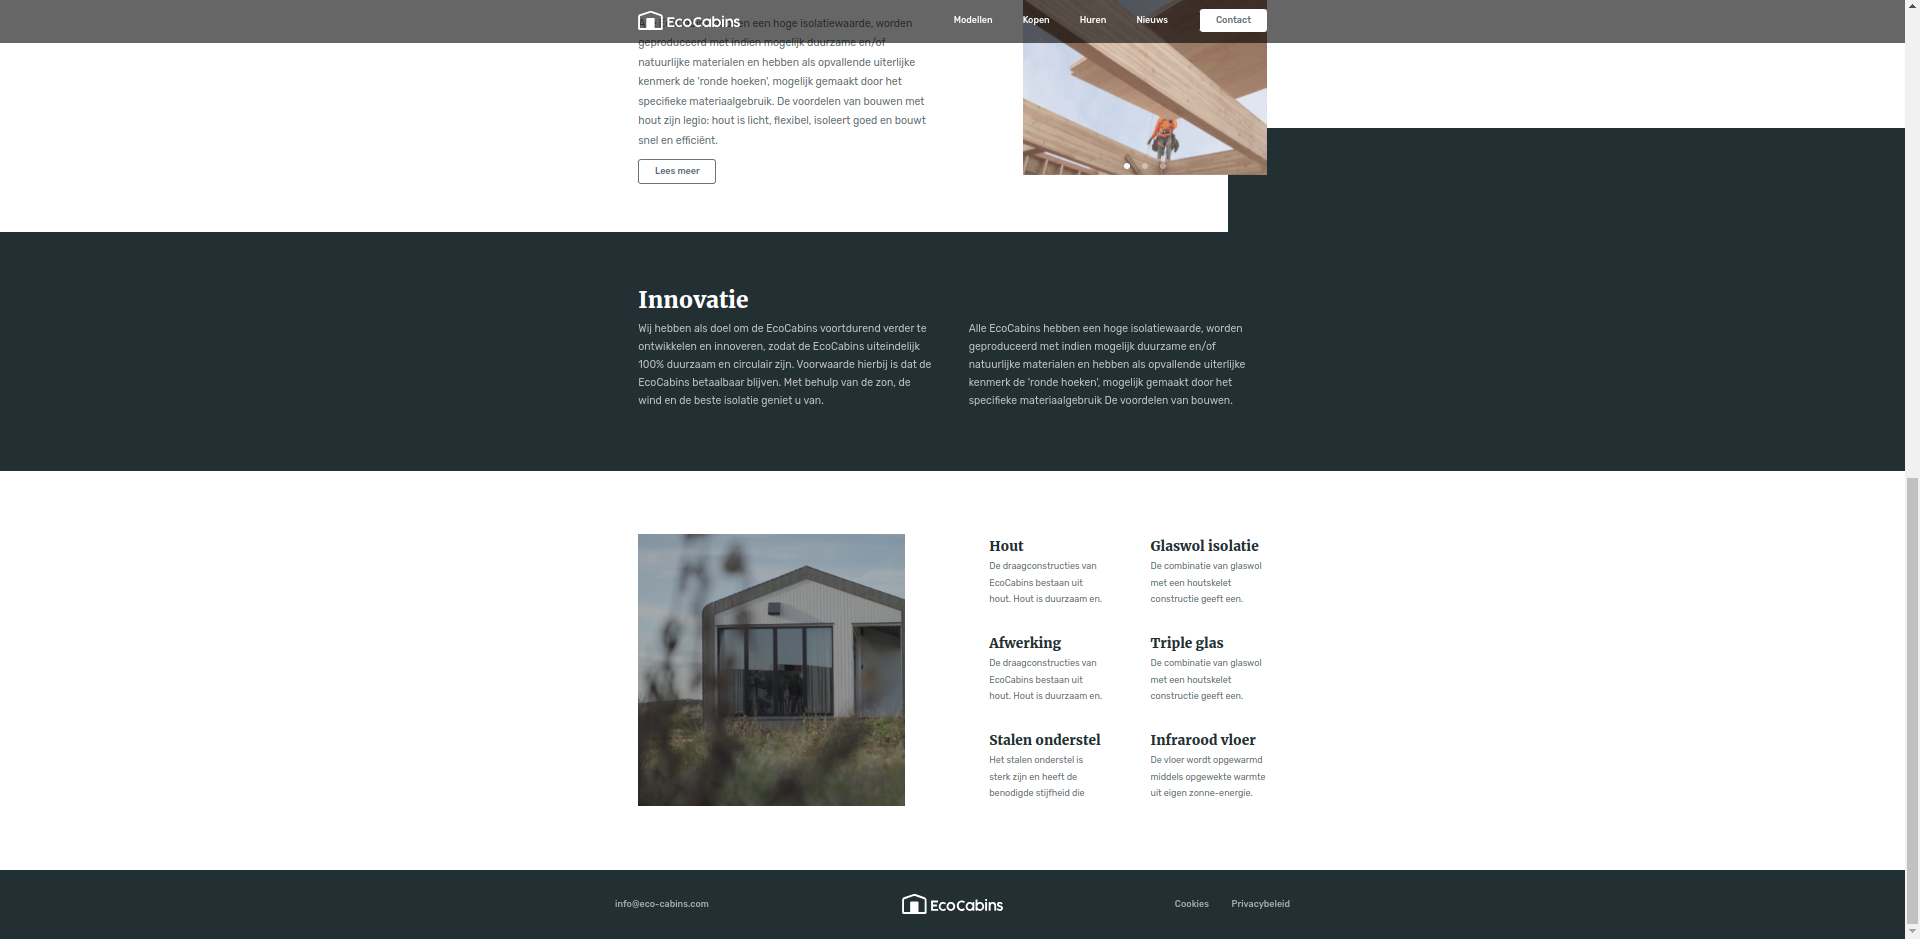 EcoCabins
Modellen
Kopen
Huren
Nieuws
Contact
en een hoge isolatiewaarde, worden
geproduceerd met indien mogelijk duurzame en/of
natuurlijke materialen en hebben als opvallende uiterlijke
kenmerk de 'ronde hoeken', mogelijk gemaakt door het
specifieke materiaalgebruik. De voordelen van bouwen met
hout zijn legio: hout is licht, flexibel, isoleert goed en bouwt
snel en efficiënt.
Lees meer
Innovatie
Wij hebben als doel om de EcoCabins voortdurend verder te
ontwikkelen en innoveren, zodat de EcoCabins uiteindelijk
100% duurzaam en circulair zijn. Voorwaarde hierbij is dat de
EcoCabins betaalbaar blijven. Met behulp van de zon, de
wind en de beste isolatie geniet u van.
Alle EcoCabins hebben een hoge isolatiewaarde, worden
geproduceerd met indien mogelijk duurzame en/of
natuurlijke materialen en hebben als opvallende uiterlijke
kenmerk de 'ronde hoeken', mogelijk gemaakt door het
specifieke materiaalgebruik De voordelen van bouwen.
Hout
De draagconstructies van
EcoCabins bestaan uit
hout. Hout is duurzaam en.
Glaswol isolatie
De combinatie van glaswol
met een houtskelet
constructie geeft een.
Afwerking
De draagconstructies van
EcoCabins bestaan uit
hout. Hout is duurzaam en.
Triple glas
De combinatie van glaswol
met een houtskelet
constructie geeft een.
Stalen onderstel
Het stalen onderstel is
sterk zijn en heeft de
benodigde stijfheid die
Infrarood vloer
De vloer wordt opgewarmd
middels opgewekte warmte
uit eigen zonne-energie.
info@eco-cabins.com
EcoCabins
Cookies
Privacybeleid